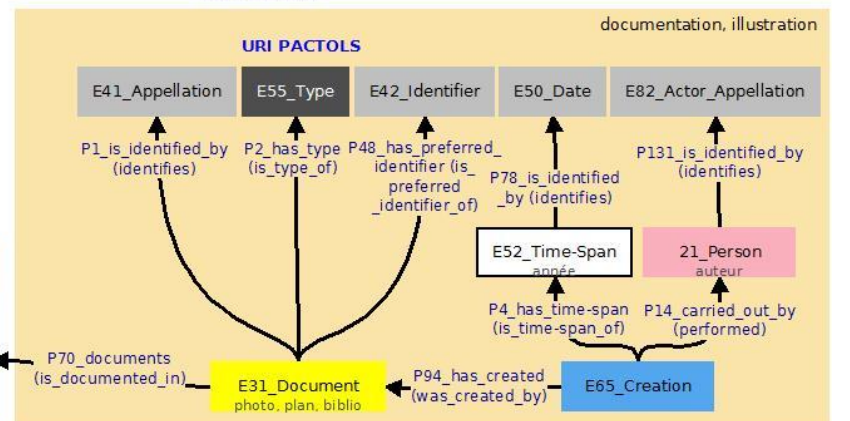 documentation, illustration
URI PACTOLS
E41_Appellation
E55_Type
E42_Identifier
E50_Date
E82_Actor_Appellation
P1_is_identified_by
(identifies)
P2_has_type
(is_type_of)
P48_has_preferred_
identifier (is_
preferred
_identifier_of)
P78_is_identified
_by (identifies)
P131_is_identified_by
(identifies)
E52_Time-Span
année
21_Person
auteur
P4_has_time-span
(is_time-span_of)
P14_carried_out_by
(performed)
P70_documents
(is_documented_in)
E31_Document
photo, plan, biblio
P94_has_created
(was_created_by)
E65_Creation